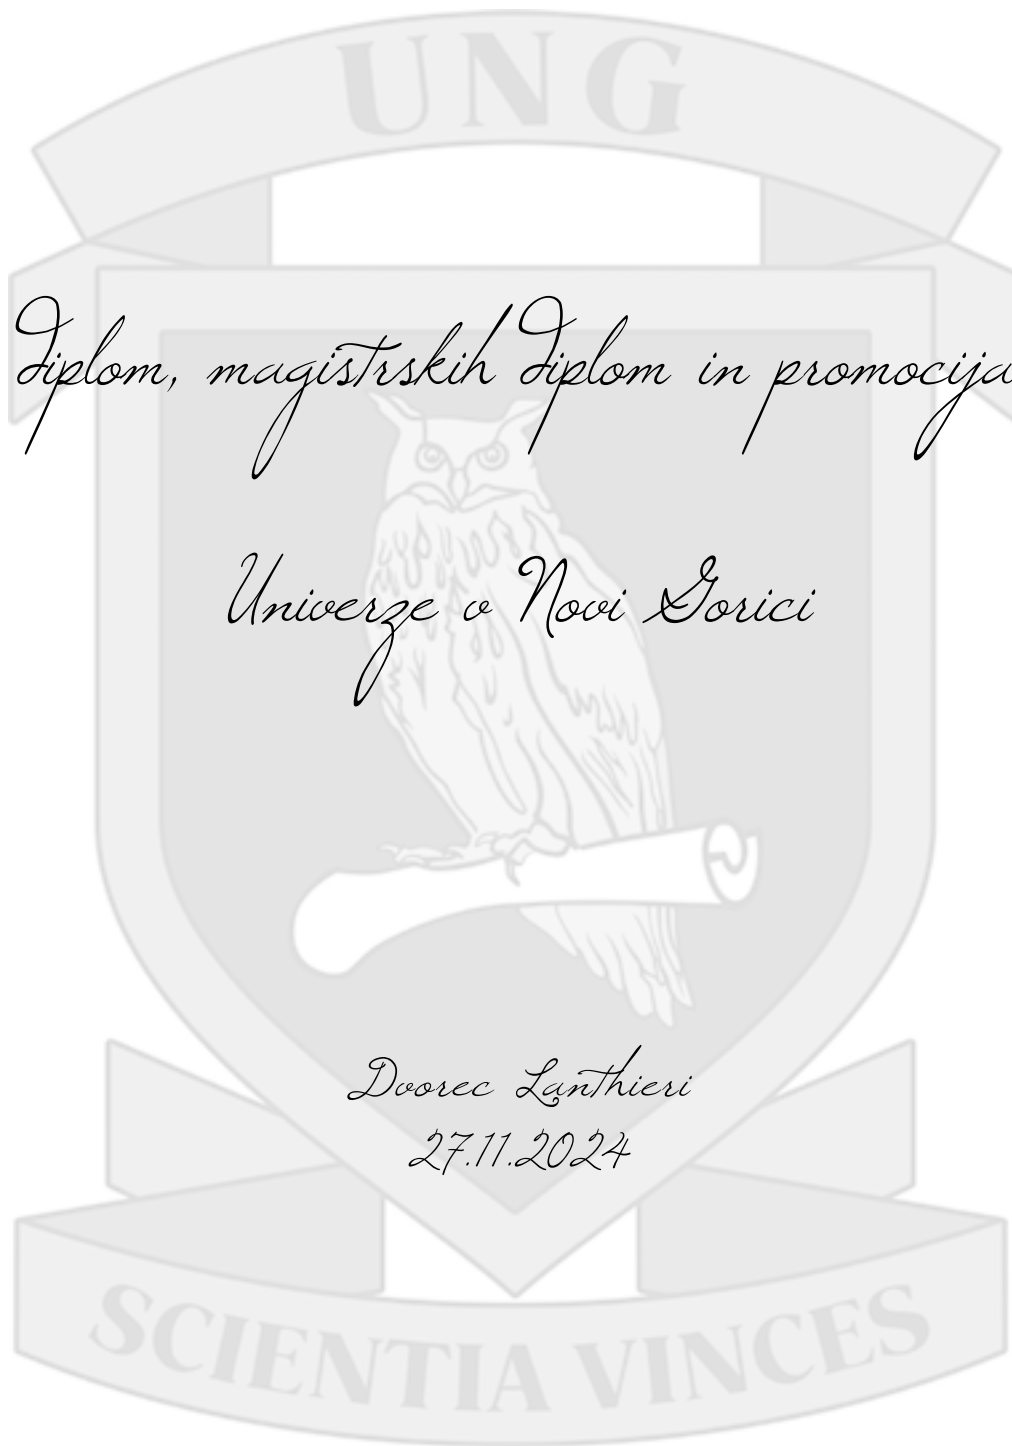 UNG
diplom, magistrskih diplom in promocija
Univerze v Novi Gorici
Dvorec Lanthieri
27.11.2024
SCIENTIA VINCES